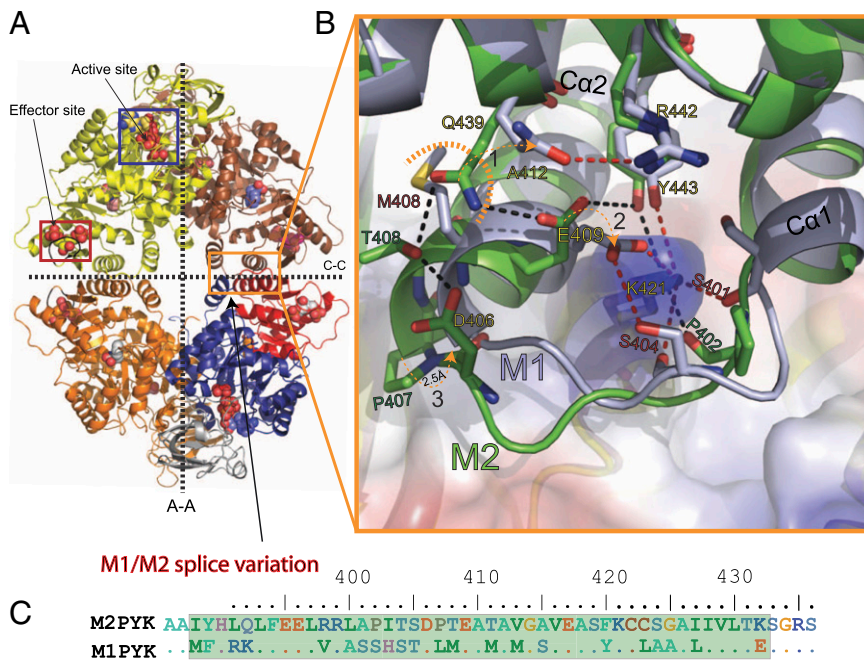 A
Active site
Effector site
C-C
A-A
M1/M2 splice variation
B
Cα2
R442
Q439
1
A412
Y443
M408
Cα1
T408
E409
2
K421
S401
D406
P402
S404
M1
2.5Å
P407
3
M2
400 410 420 430
C
M2PYK AAIYHLQLFEELRRLAPITSDPTEATAVGAVEASFKCCSGAIIVLTKSGRS
M1PYK ..MF.RK.....V.ASSHST.LM..M.M.S....Y..LAA.L.....E....